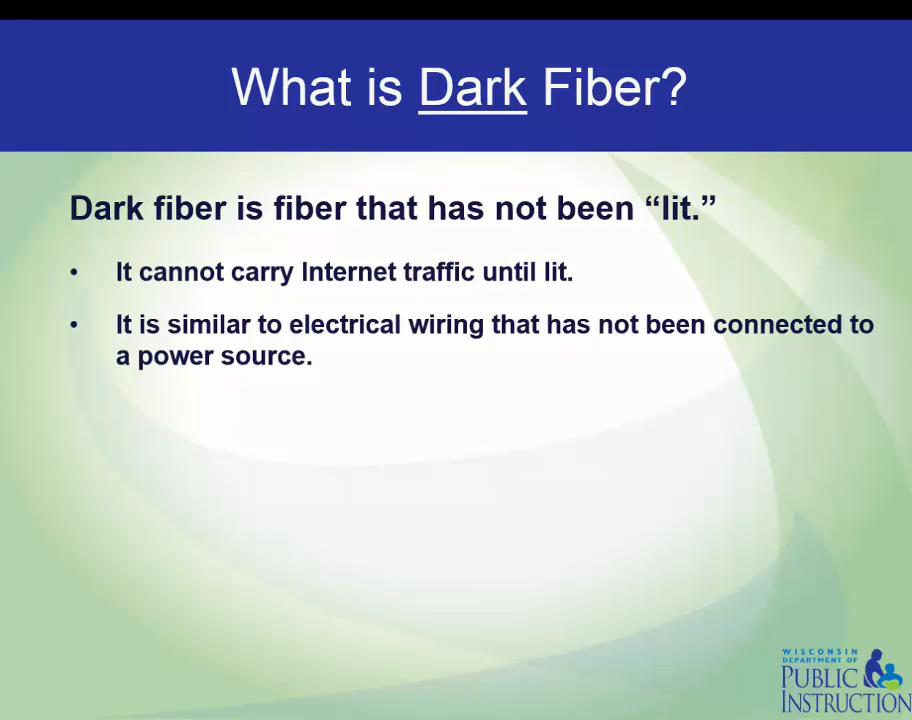 What is Dark Fiber?
Dark fiber is fiber that has not been “lit.”
• It cannot carry Internet traffic until lit.
• It is similar to electrical wiring that has not been connected to
a power source.
WISCONSIN
DEPARTMENT OF
PUBLIC
INSTRUCTION